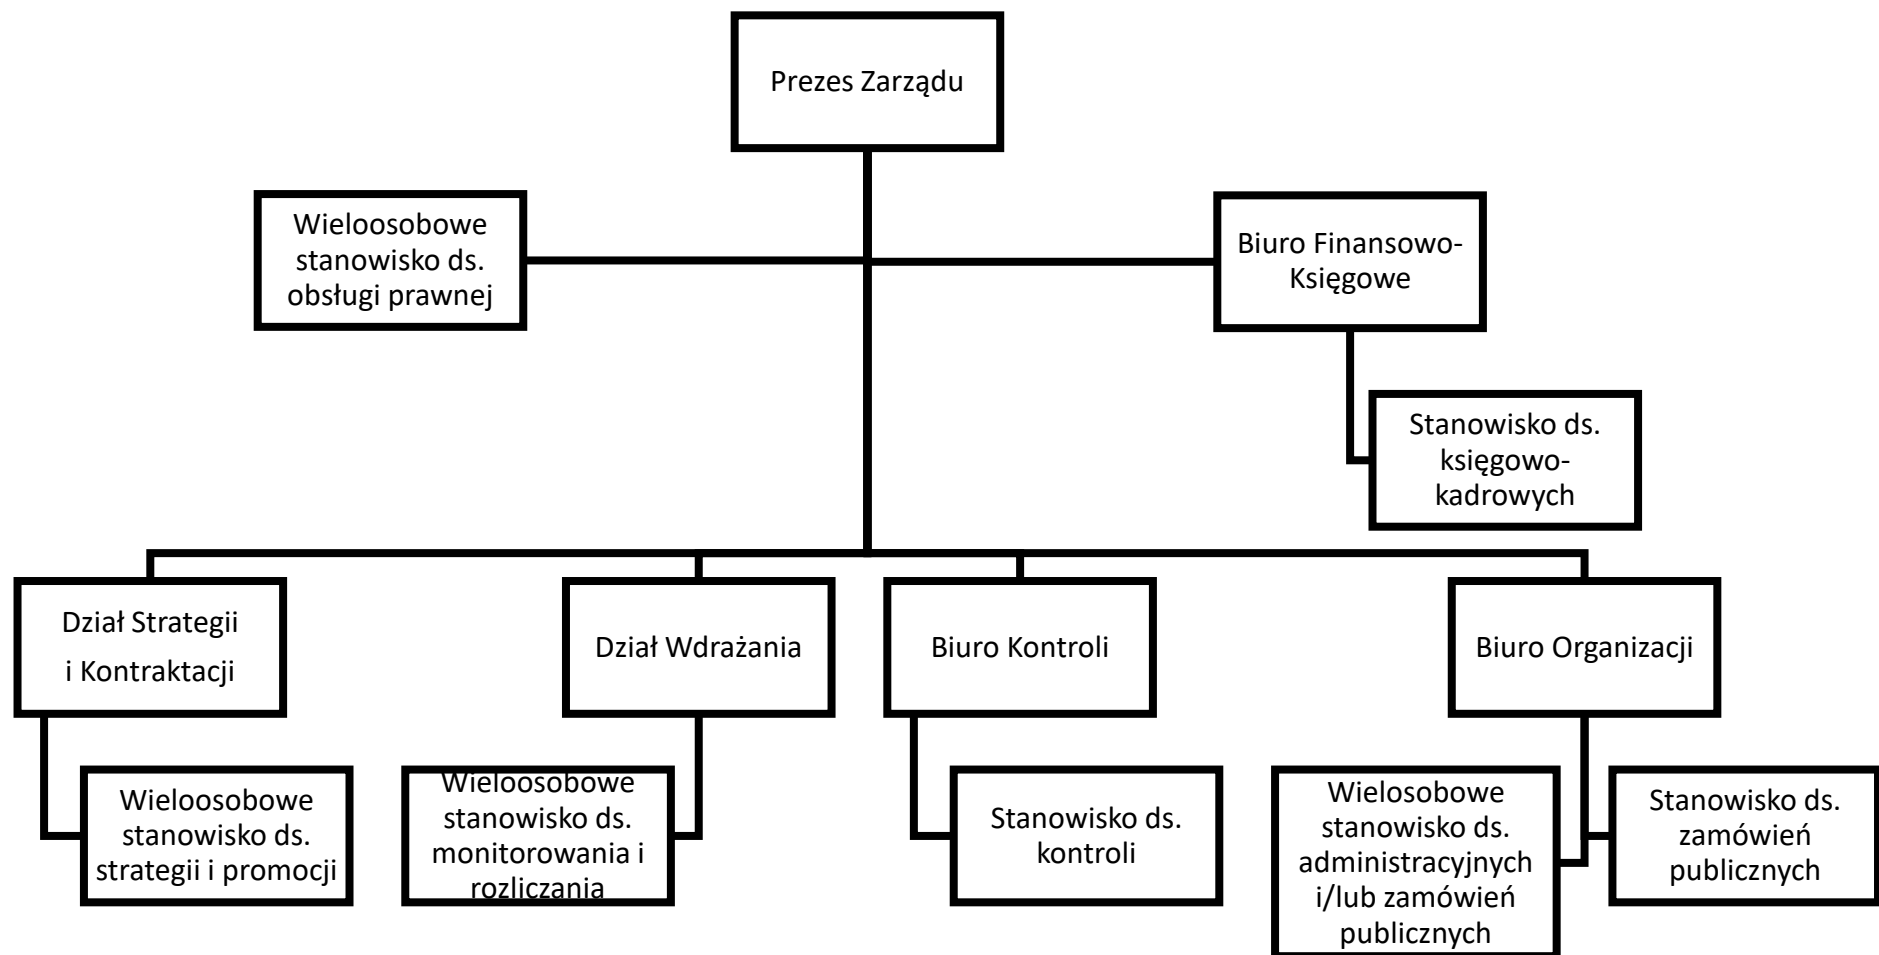 Prezes Zarządu
Wieloosobowe
stanowisko ds.
obsługi prawnej
Biuro Finansowo-
Księgowe
Stanowisko ds.
księgowo-
kadrowych
Dział Strategii
i Kontraktacji
Dział Wdrażania
Biuro Kontroli
Biuro Organizacji
Wieloosobowe
stanowisko ds.
strategii i promocji
Wieloosobowe
stanowisko ds.
monitorowania i
rozliczania
Stanowisko ds.
kontroli
Wielosobowe
stanowisko ds.
administracyjnych
i/lub zamówień
publicznych
Stanowisko ds.
zamówień
publicznych